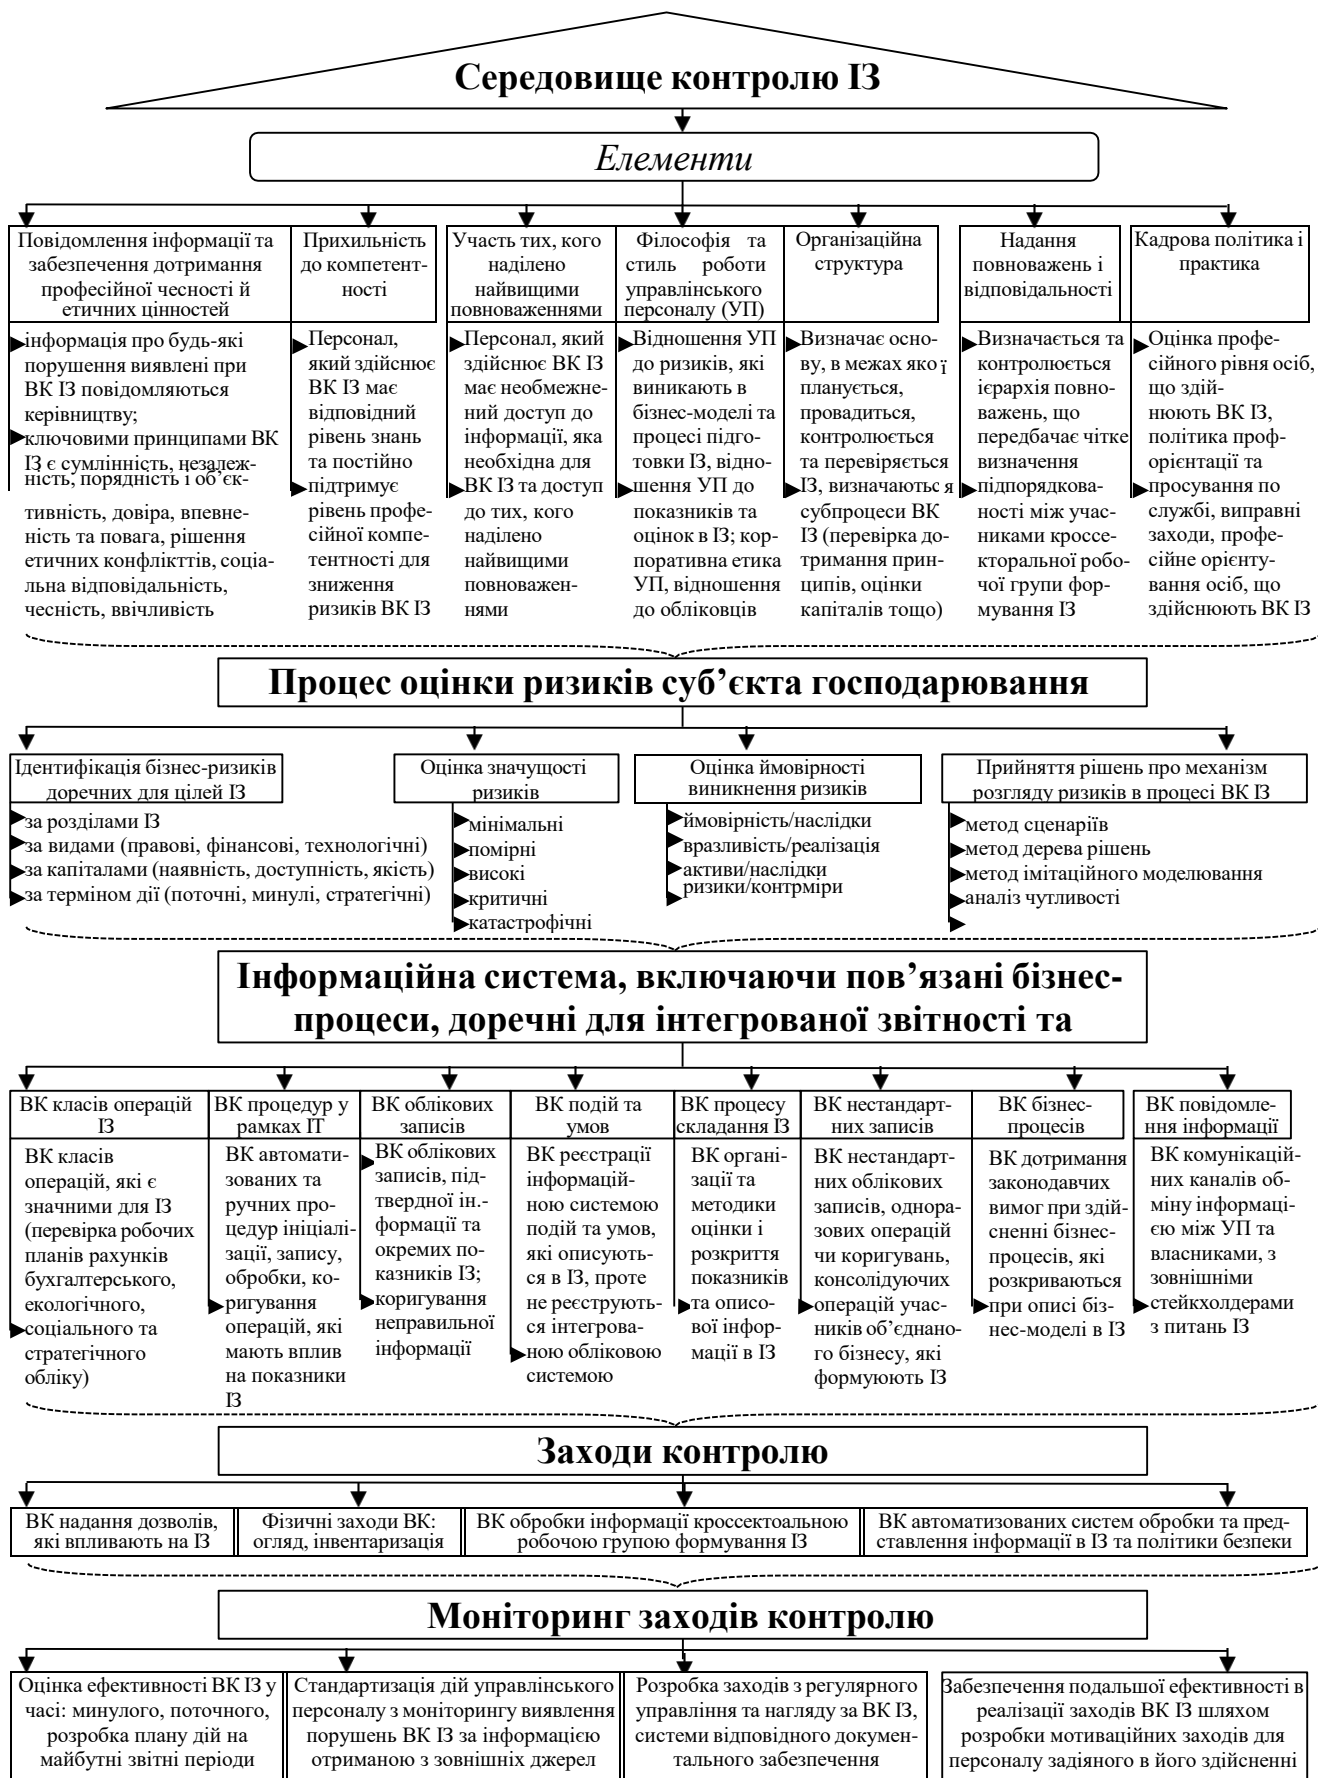 Середовище контролю ІЗ
Елементи
Повідомлення інформації та
забезпечення дотримання
професійної чесності й
етичних цінностей
інформація про будь-які
порушення виявлені при
ВК ІЗ повідомляються
керівництву;
ключовими принципами ВК
ІЗ є сумлінність, незалеж-
ність, порядність і об’єк-
тивність, довіра, впевне-
ність та повага, рішення
етичних конфлікттів, соціа-
льна відповідальність,
чесність, ввічливість
Прихильність
до компетент-
ності
Персонал,
який здійснює
ВК ІЗ має
відповідний
рівень знань
та постійно
підтримує
рівень профе-
сійної компе-
тентності для
зниження
ризиків ВК ІЗ
Участь тих, кого
наділено
найвищими
повноваженнями
Персонал, який
здійснює ВК ІЗ
має необмеже-
ний доступ до
інформації, яка
необхідна для
ВК ІЗ та доступ
до тих, кого
наділено
найвищими
повноважен-
нями
Філософія та
стиль роботи
управлінського
персоналу (УП)
Відношення УП
до ризиків, які
виникають в
бізнес-моделі та
процесі підго-
товки ІЗ, відно-
шення УП до
показників та
оцінок в ІЗ; кор-
поративна етика
УП, відношення
до обліковців
Організаційна
структура
Визначає осно-
ву, в межах якої
планується,
провадиться,
контролюється
та перевіряється
ІЗ, визначаються
субпроцеси ВК
ІЗ (перевірка до-
тримання прин-
ципів, оцінки
капіталів тощо)
Надання
повноважень і
відповідальності
Визначається та
контролюється
ієрархія повно-
важень, що
передбачає чітке
визначення
підпорядкова-
ності між учас-
никами кроссе-
кторальної робо-
чої групи фор-
мування ІЗ
Кадрова політика і
практика
Оцінка профе-
сійного рівня осіб,
що здій-
нюють ВК ІЗ,
політика проф-
орієнтації та
просування по
службі, виправні
заходи, профе-
сійне орієнту-
вання осіб, що
здійснюють ВК ІЗ
Процес оцінки ризиків суб’єкта господарювання
Ідентифікація бізнес-ризиків
доречних для цілей ІЗ
за розділами ІЗ
за видами (правові, фінансові, технологічні)
за капіталами (наявність, доступність, якість)
за терміном дії (поточні, минулі, стратегічні)
Оцінка значущості
ризиків
мінімальні
помірні
високі
критичні
катастрофічні
Оцінка ймовірності
виникнення ризиків
ймовірність/наслідки
вразливість/реалізація
активи/наслідки
ризики/контрміри
Прийняття рішень про механізм
розгляду ризиків в процесі ВК ІЗ
метод сценаріїв
метод дерева рішень
метод імітаційного моделювання
аналіз чутливості
Інформаційна система, включаючи пов’язані бізнес-
процеси, доречні для інтегрованої звітності та
ВК класів операцій
ІЗ
ВК класів
операцій, які є
значними для ІЗ
(перевірка робочих
планів рахунків
бухгалтерського,
екологічного,
соціального та
стратегічного
обліку)
ВК процедур у
рамках ІТ
ВК автомати-
зованих та
ручних про-
цедур ініціалі-
зації, запису,
обробки, ко-
ригування
операцій, які
мають вплив
на показники
ІЗ
ВК облікових
записів
ВК облікових
записів, під-
твердної ін.-
формації та
окремих по-
казників ІЗ;
коригування
неправильної
інформації
ВК подій та
умов
ВК реєстрації
інформацій-
ною системою
подій та умов,
які описують-
ся в ІЗ, проте
не реєструють-
ся інтегрова-
ною обліковою
системою
ВК процесу
складання ІЗ
ВК органі-
зації та
методики
оцінки і
розкриття
показників
та описо-
вої інфор-
мації в ІЗ
ВК нестандарт-
них записів
ВК нестандарт-
них облікових
записів, однора-
зових операцій
чи коригувань,
консолідуючих
операцій учас-
ників об’єднано-
го бізнесу, які
формуюють ІЗ
ВК бізнес-
процесів
ВК дотримання
законодавчих
вимог при здій-
сненні бізнес-
процесів, які
розкриваються
при описі біз-
нес-моделі в ІЗ
ВК повідомле-
ння інформації
ВК комунікацій-
них каналів об-
міну інформаці-
єю між УП та
власниками, з
зовнішніми
стейкхолдерами
з питань ІЗ
Заходи контролю
ВК надання дозволів,
які впливають на ІЗ
Фізичні заходи ВК:
огляд, інвентаризація
ВК обробки інформації кроссектоальною
робочою групою формування ІЗ
ВК автоматизованих систем обробки та пред-
ставлення інформації в ІЗ та політики безпеки
Моніторинг заходів контролю
Оцінка ефективності ВК ІЗ у
часі: минулого, поточного,
розробка плану дій на
майбутні звітні періоди
Стандартизація дій управлінського
персоналу з моніторингу виявлення
порушень ВК ІЗ за інформацією
отриманою з зовнішніх джерел
Розробка заходів з регулярного
управління та нагляду за ВК ІЗ,
системи відповідного докумен-
тального забезпечення
Забезпечення подальшої ефективності в
реалізації заходів ВК ІЗ шляхом
розробки мотиваційних заходів для
персоналу задіяного в його здійсненні